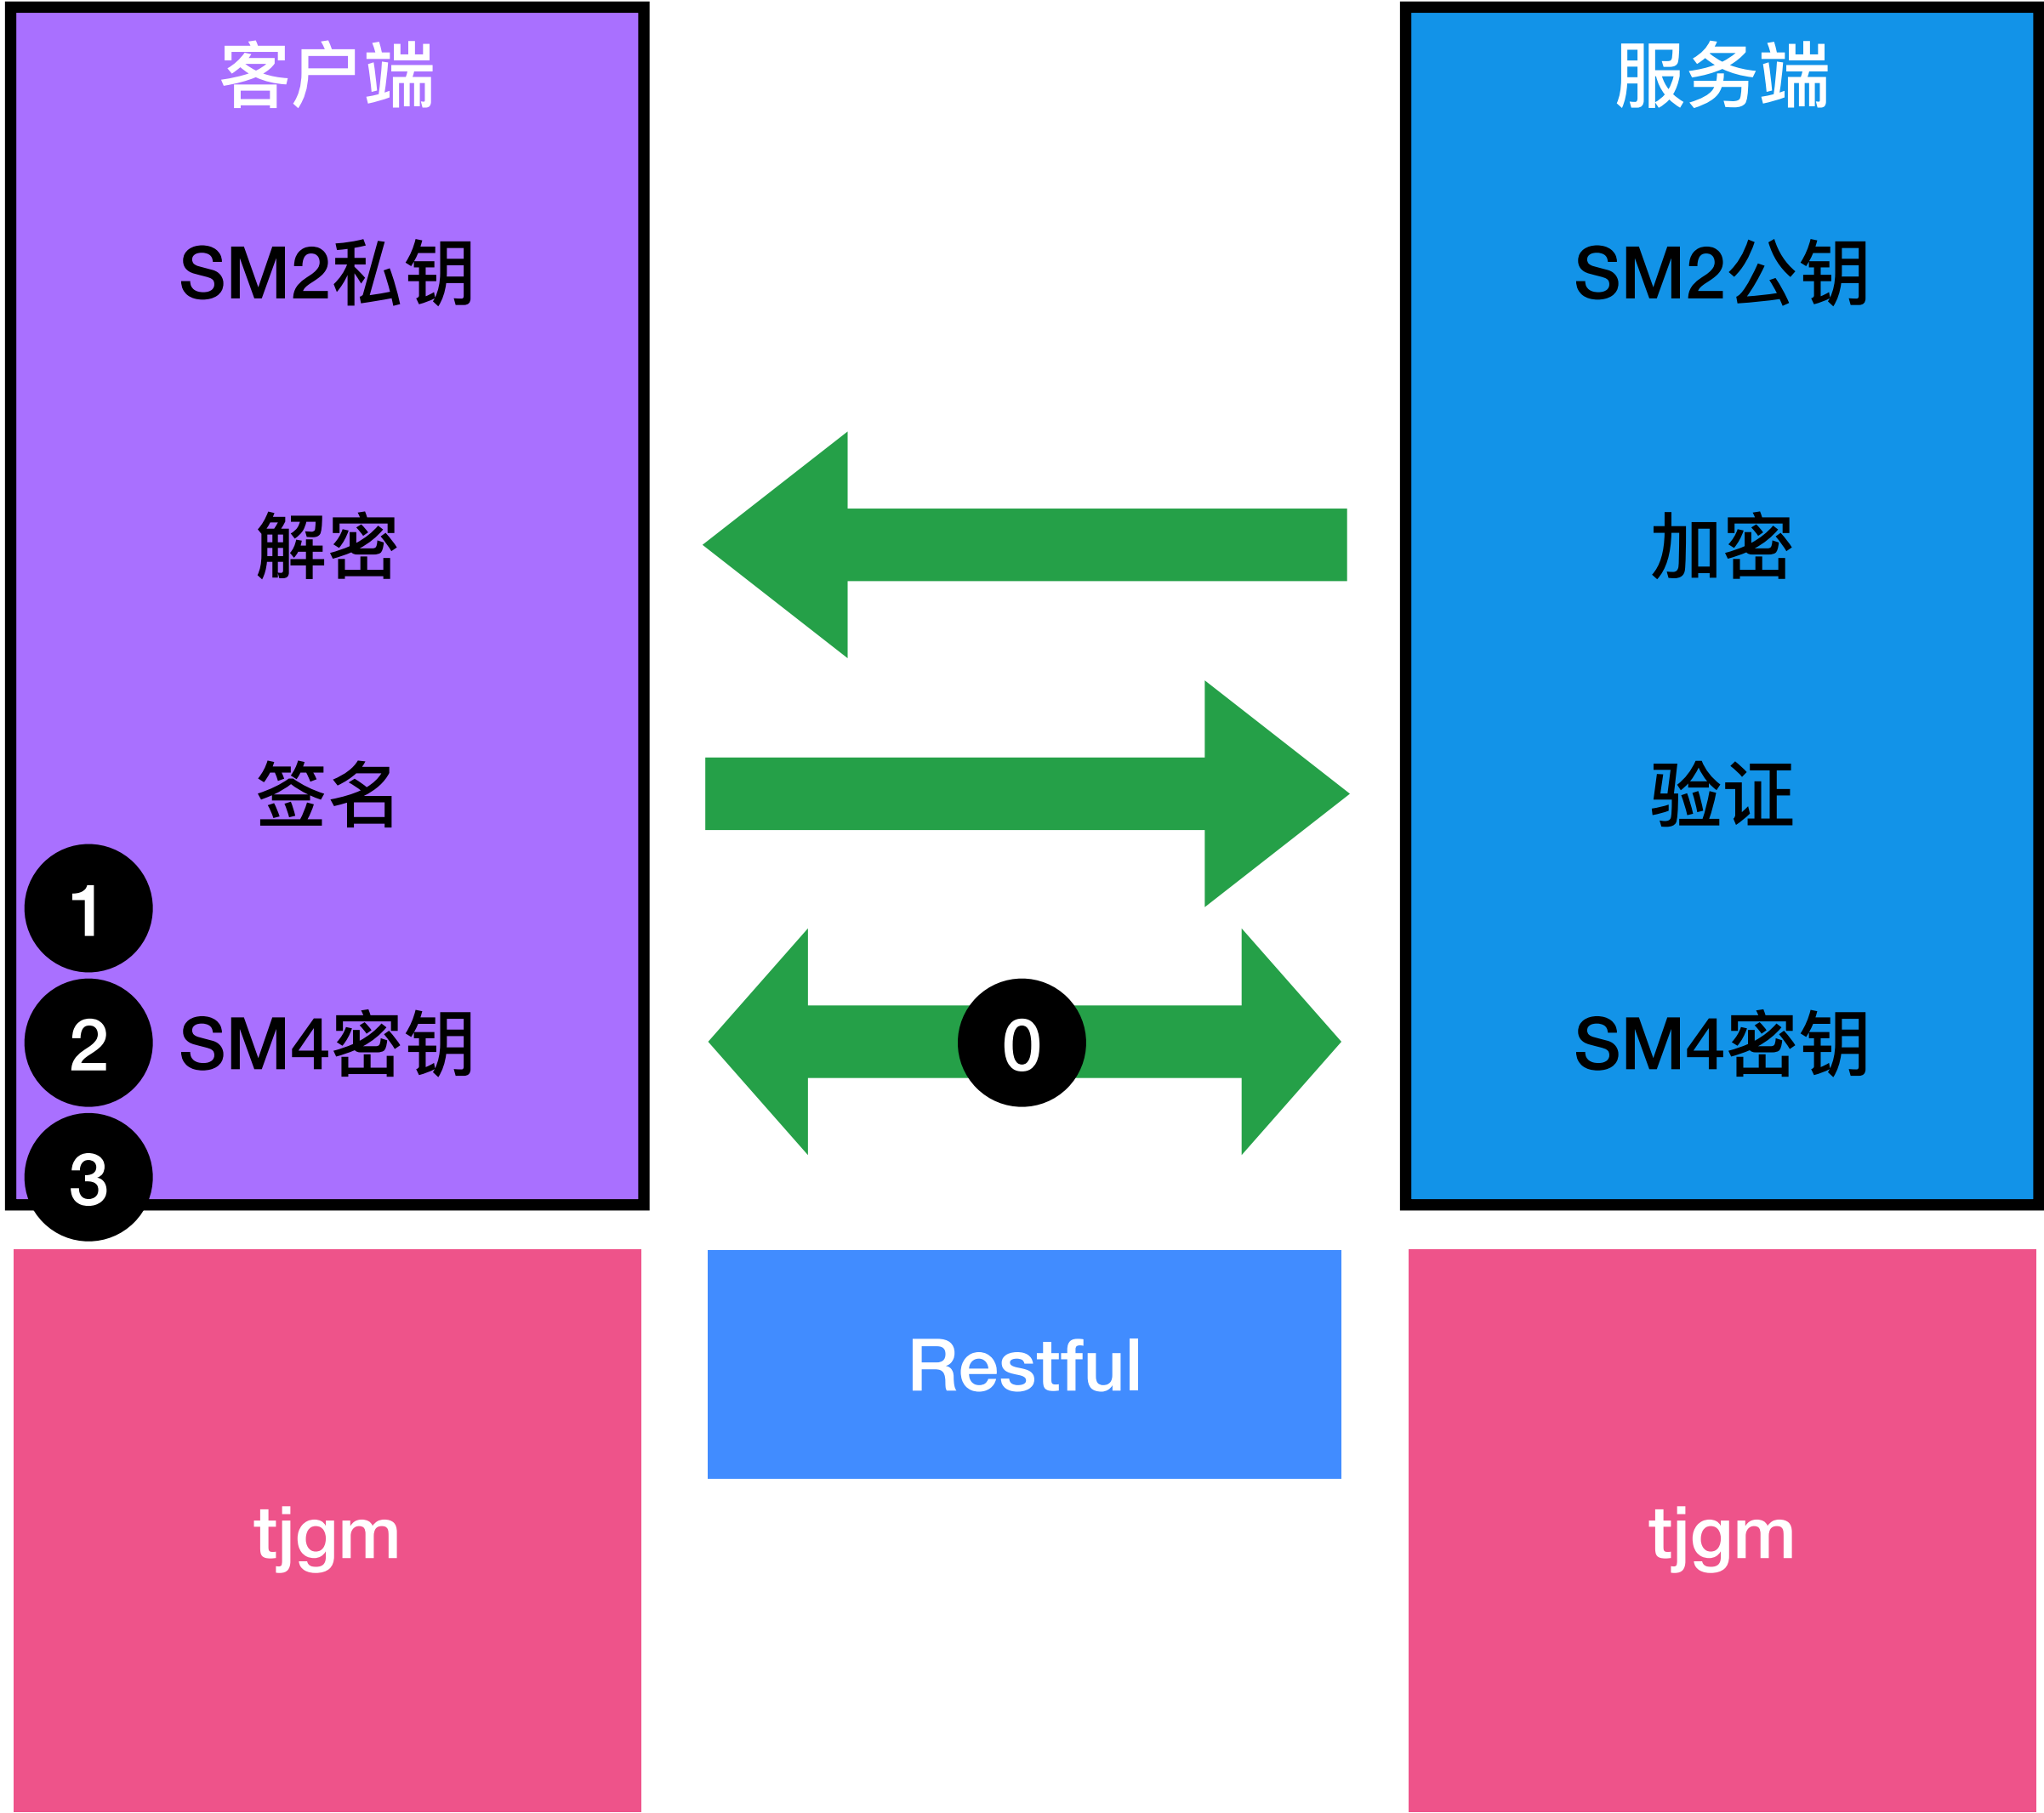 客户端
服务端
SM2私钥
SM2公钥
解密
加密
签名
验证
1
2
SM4密钥
0
SM4密钥
3
Restful
tjgm
tjgm